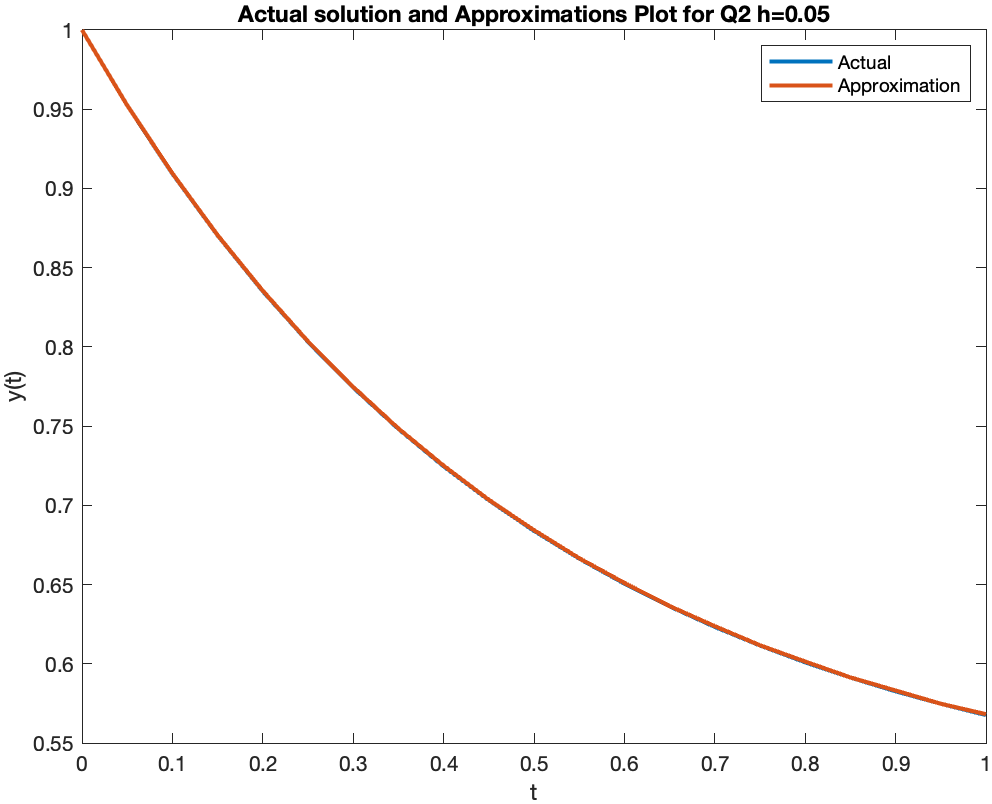 Actual solution and Approximations Plot for Q2 h=0.05
Actual
Approximation
1
0.95
0.9
0.85
0.8
0.75
0.7
0.65
0.6
0.55
y(t)
0 0.1 0.2 0.3 0.4 0.5 0.6 0.7 0.8 0.9 1
t